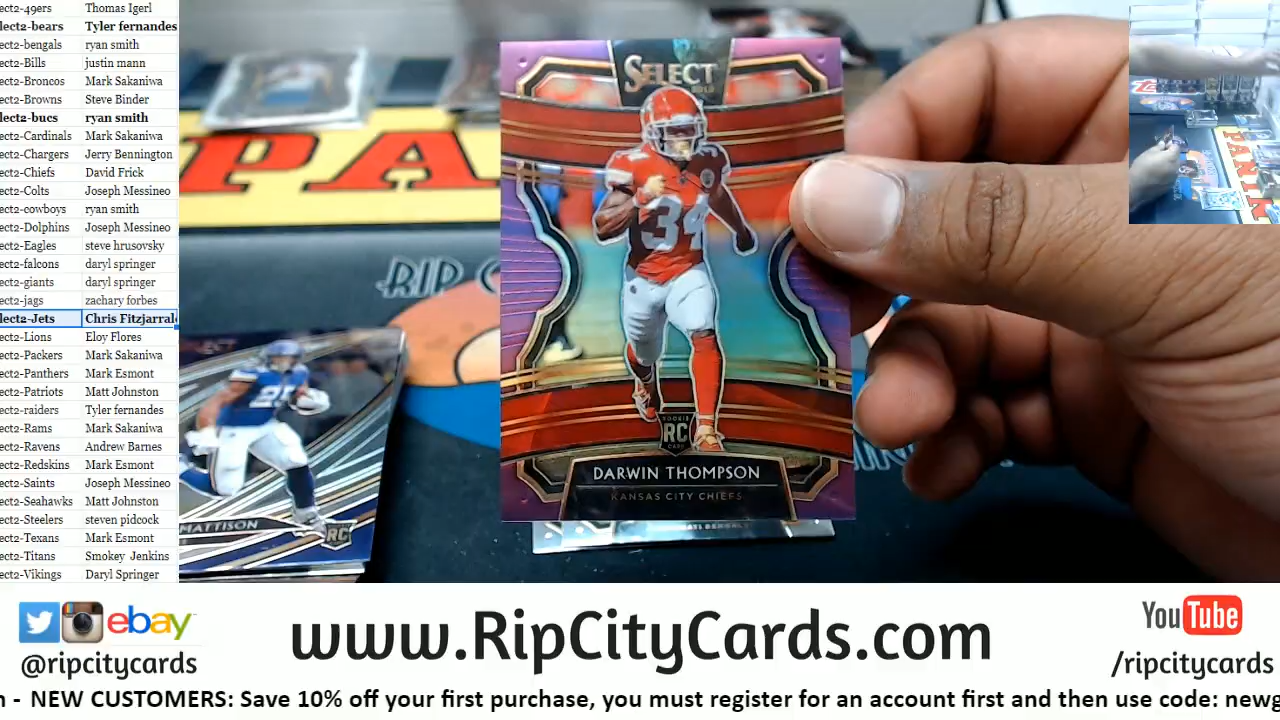 ect2-49ers Thomas Igerl
lect2-bears Tyler fernandes
ect2-bengals ryan smith
ect2-Bills justin mann
ect2-Broncos Mark Sakaniwa
ect2-Browns Steve Binder
lect2-bucs ryan smith
ect2-Cardinals Mark Sakaniwa
ect2-Chargers Jerry Bennington
ect2-Chiefs David Frick
ect2-Colts Joseph Messineo
ect2-cowboys ryan smith
ect2-Dolphins Joseph Messineo
ect2-Eagles steve hrusovsky
ect2-falcons daryl springer
ect2-giants daryl springer
ect2-jags zachary forbes
lect2-Jets Chris Fitzjarral
ect2-Lions Eloy Flores
ect2-Packers Mark Sakaniwa
ect2-Panthers Mark Esmont
ect2-Patriots Matt Johnston
ect2-raiders Tyler fernandes
ect2-Rams Mark Sakaniwa
ect2-Ravens Andrew Barnes
ect2-Redskins Mark Esmont
ect2-Saints Joseph Messineo
ect2-Seahawks Matt Johnston
ect2-Steelers steven pidcock
ect2-Texans Mark Esmont
ect2-Titans Smokey Jenkins
ect2-Vikings Daryl Springer
PA
RIP C
SELECT
34
ROOKIE
RC
CARD
DARWIN THOMPSON
KANSAS CITY CHIEFS
MATTISON
RC
ebay
@ripcitycards
www.RipCityCards.com
YouTube
/ripcitycards
n - NEW CUSTOMERS: Save 10% off your first purchase, you must register for an account first and then use code: newg